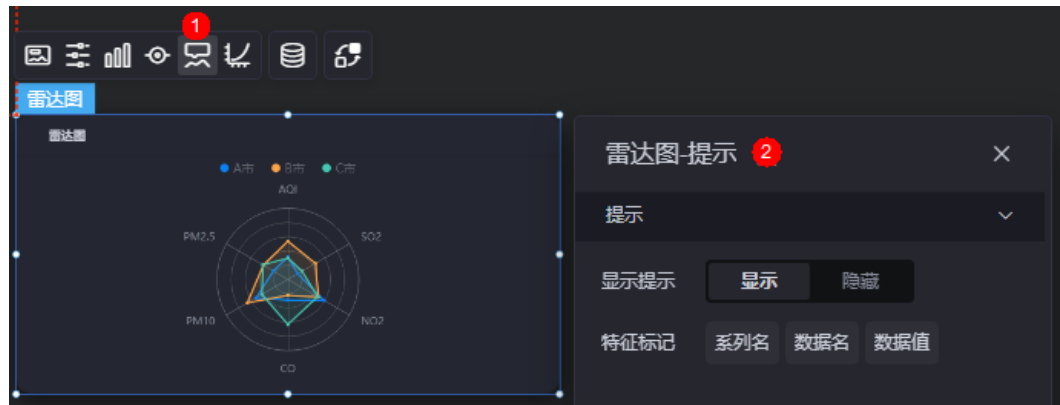 1
雷达图
雷达图
A市 B市 C市
AQI
PM2.5 SO2
PM10 NO2
CO
雷达图-提示 2
提示
显示提示 显示 隐藏
特征标记 系列名 数据名 数据值